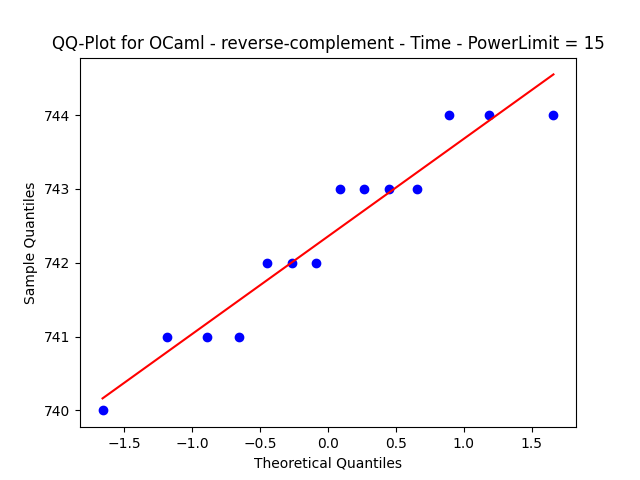 QQ-Plot for OCaml - reverse-complement - Time - PowerLimit = 15
Sample Quantiles
744
743
742
741
740
−1.5 −1.0 −0.5 0.0 0.5 1.0 1.5
Theoretical Quantiles